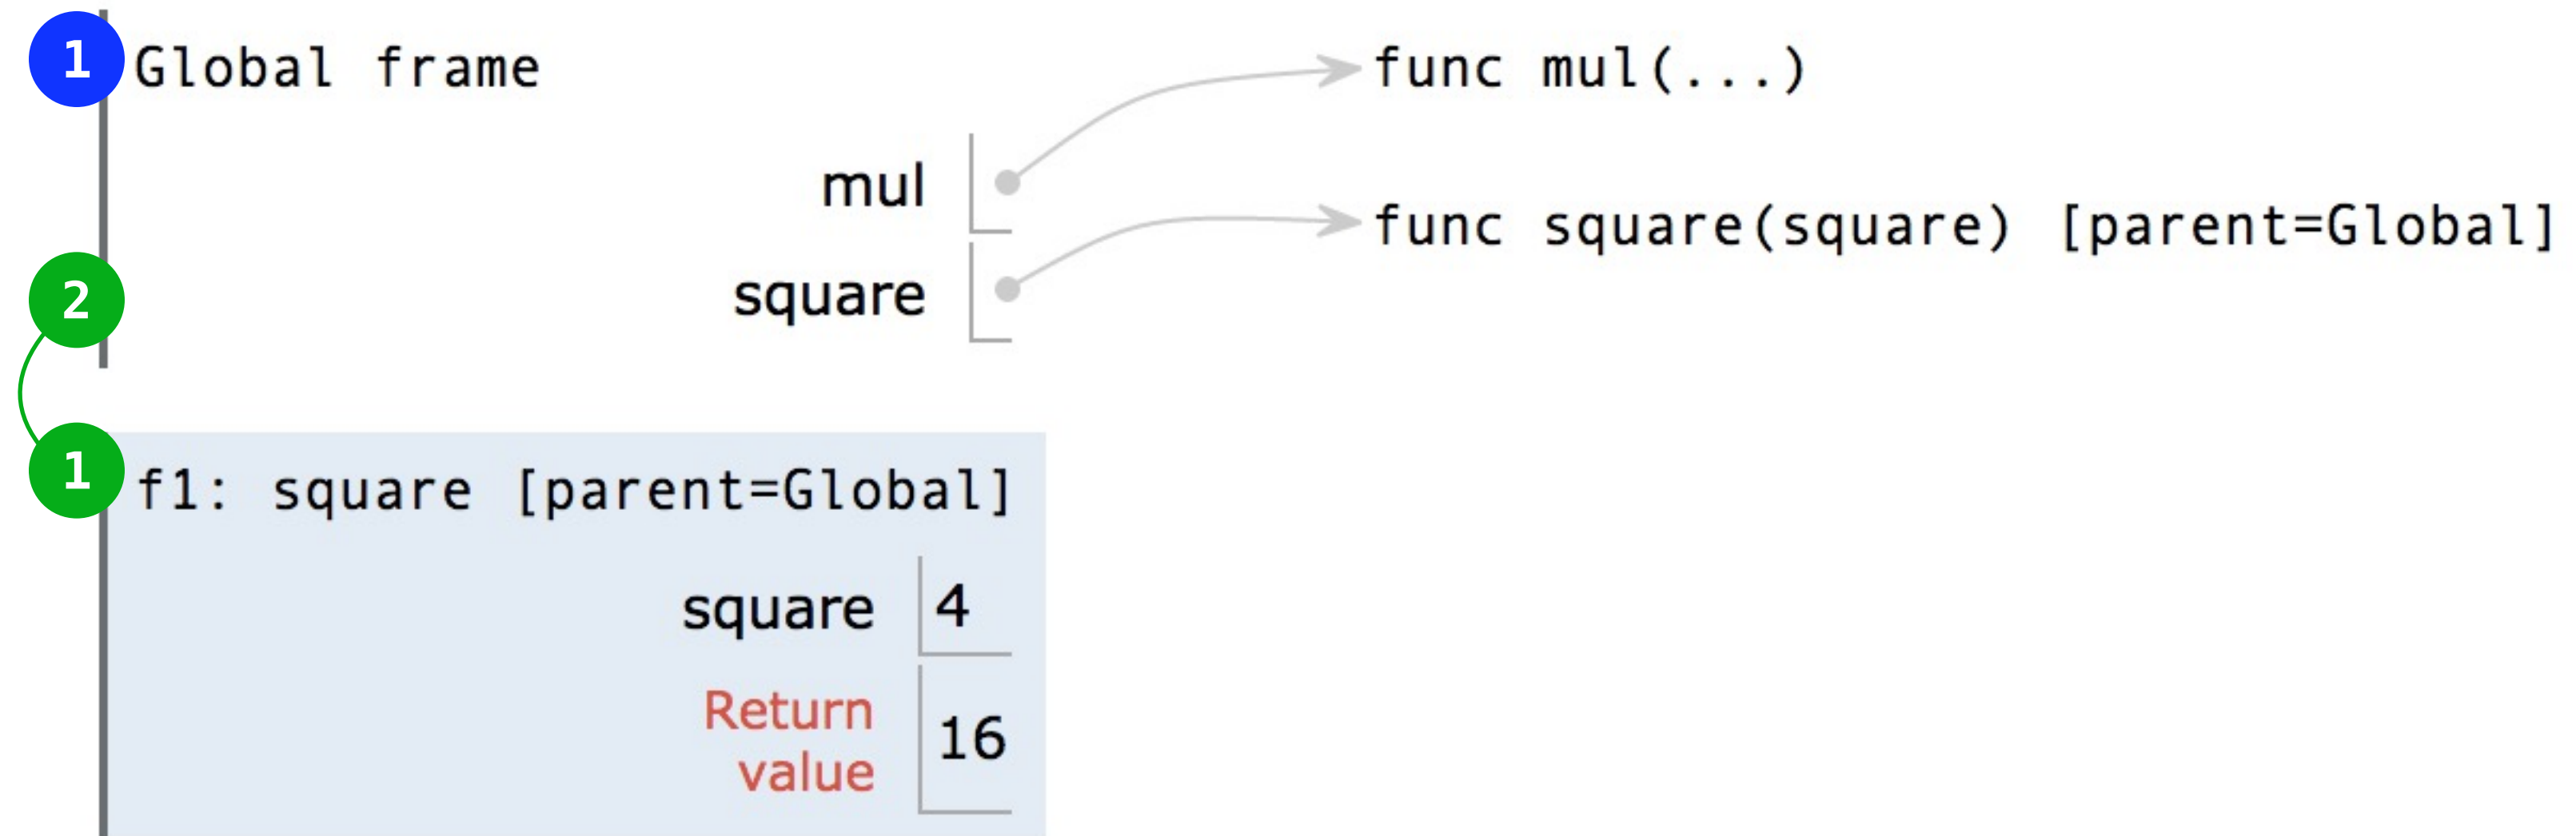 1 Global frame
func mul(...)
mul
func square(square) [parent=Global]
2
square
1 f1: square [parent=Global]
square 4
Return
value 16